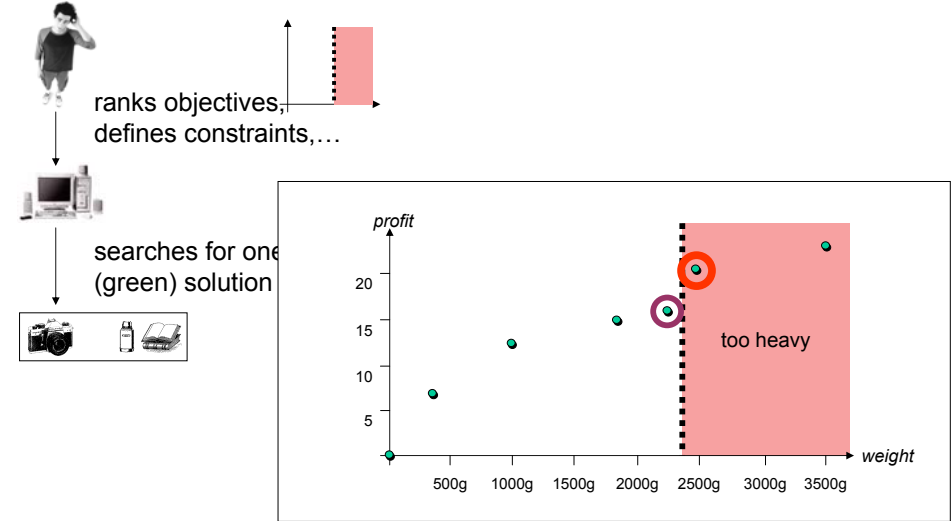 ranks objectives,
defines constraints,…
searches for one
(green) solution
profit
20
15
10
5
too heavy
weight
500g 1000g 1500g 2000g 2500g 3000g 3500g